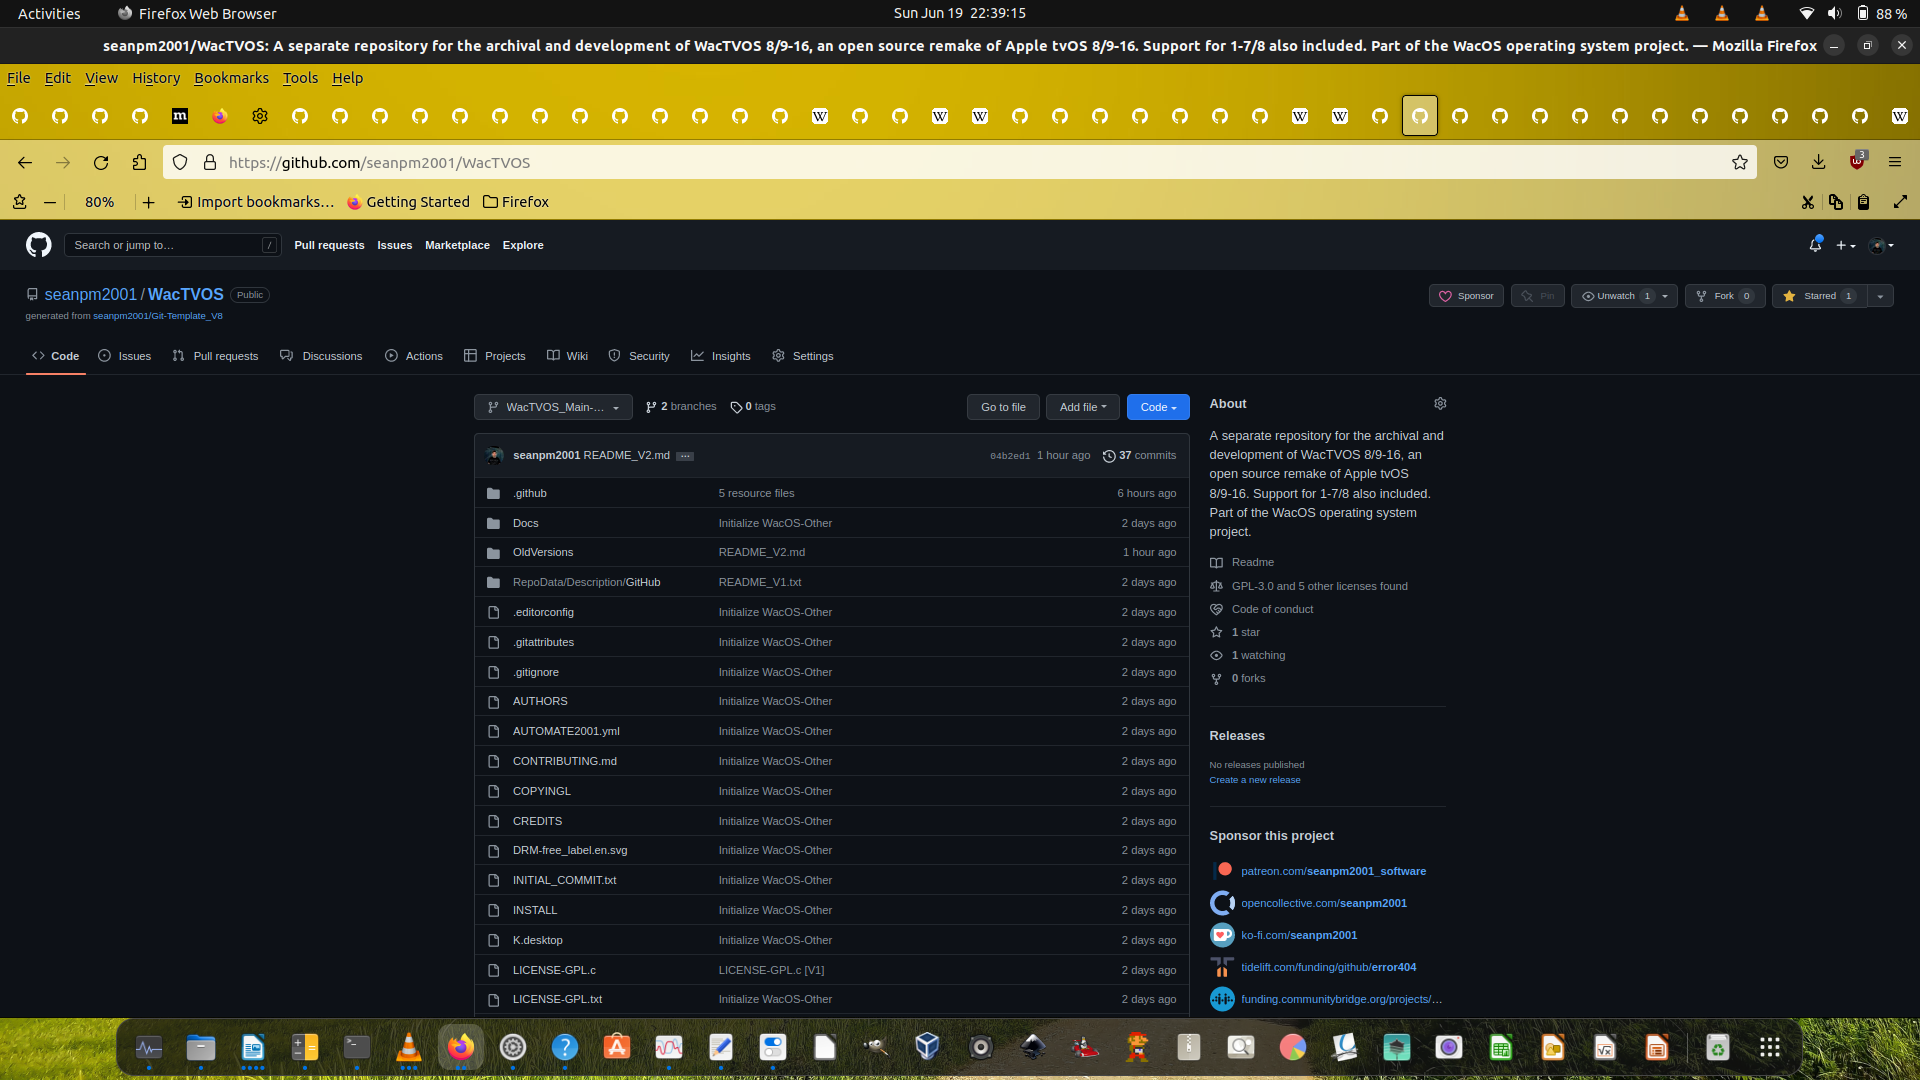 Activities
Firefox Web Browser
Sun Jun 19 22:39:15
88 %
seanpm2001/WacTVOS: A separate repository for the archival and development of WacTVOS 8/9-16, an open source remake of Apple tvOS 8/9-16. Support for 1-7/8 also included. Part of the WacOS operating system project. — Mozilla Firefox
File Edit View History Bookmarks Tools Help
https://github.com/seanpm2001/WacTVOS
3
80%
Import bookmarks…
Getting Started
Firefox
Search or jump to…
/
Pull requests
Issues
Marketplace
Explore
seanpm2001 / WacTVOS
Public
generated from seanpm2001/Git-Template_V8
Sponsor
Pin
Unwatch 1
Fork 0
Starred 1
Code
Issues
Pull requests
Discussions
Actions
Projects
Wiki
Security
Insights
Settings
WacTVOS_Main-...
2 branches
0 tags
Go to file
Add file
Code
seanpm2001 README_V2.md ...
04b2ed1 1 hour ago
37 commits
.github 5 resource files 6 hours ago
Docs Initialize WacOS-Other 2 days ago
OldVersions README_V2.md 1 hour ago
RepoData/Description/GitHub README_V1.txt 2 days ago
.editorconfig Initialize WacOS-Other 2 days ago
.gitattributes Initialize WacOS-Other 2 days ago
.gitignore Initialize WacOS-Other 2 days ago
AUTHORS Initialize WacOS-Other 2 days ago
AUTOMATE2001.yml Initialize WacOS-Other 2 days ago
CONTRIBUTING.md Initialize WacOS-Other 2 days ago
COPYINGL Initialize WacOS-Other 2 days ago
CREDITS Initialize WacOS-Other 2 days ago
DRM-free_label.en.svg Initialize WacOS-Other 2 days ago
INITIAL_COMMIT.txt Initialize WacOS-Other 2 days ago
INSTALL Initialize WacOS-Other 2 days ago
K.desktop Initialize WacOS-Other 2 days ago
LICENSE-GPL.c LICENSE-GPL.c [V1] 2 days ago
LICENSE-GPL.txt Initialize WacOS-Other 2 days ago
About
A separate repository for the archival and
development of WacTVOS 8/9-16, an
open source remake of Apple tvOS
8/9-16. Support for 1-7/8 also included.
Part of the WacOS operating system
project.
Readme
GPL-3.0 and 5 other licenses found
Code of conduct
1 star
1 watching
0 forks
Releases
No releases published
Create a new release
Sponsor this project
patreon.com/seanpm2001_software
opencollective.com/seanpm2001
ko-fi.com/seanpm2001
tidelift.com/funding/github/error404
funding.communitybridge.org/projects/…